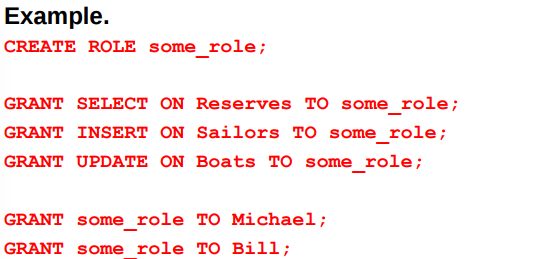 Example.
CREATE ROLE some_role;
GRANT SELECT ON Reserves TO some_role;
GRANT INSERT ON Sailors TO some_role;
GRANT UPDATE ON Boats TO some_role;
GRANT some_role TO Michael;
GRANT some_role TO Bill;